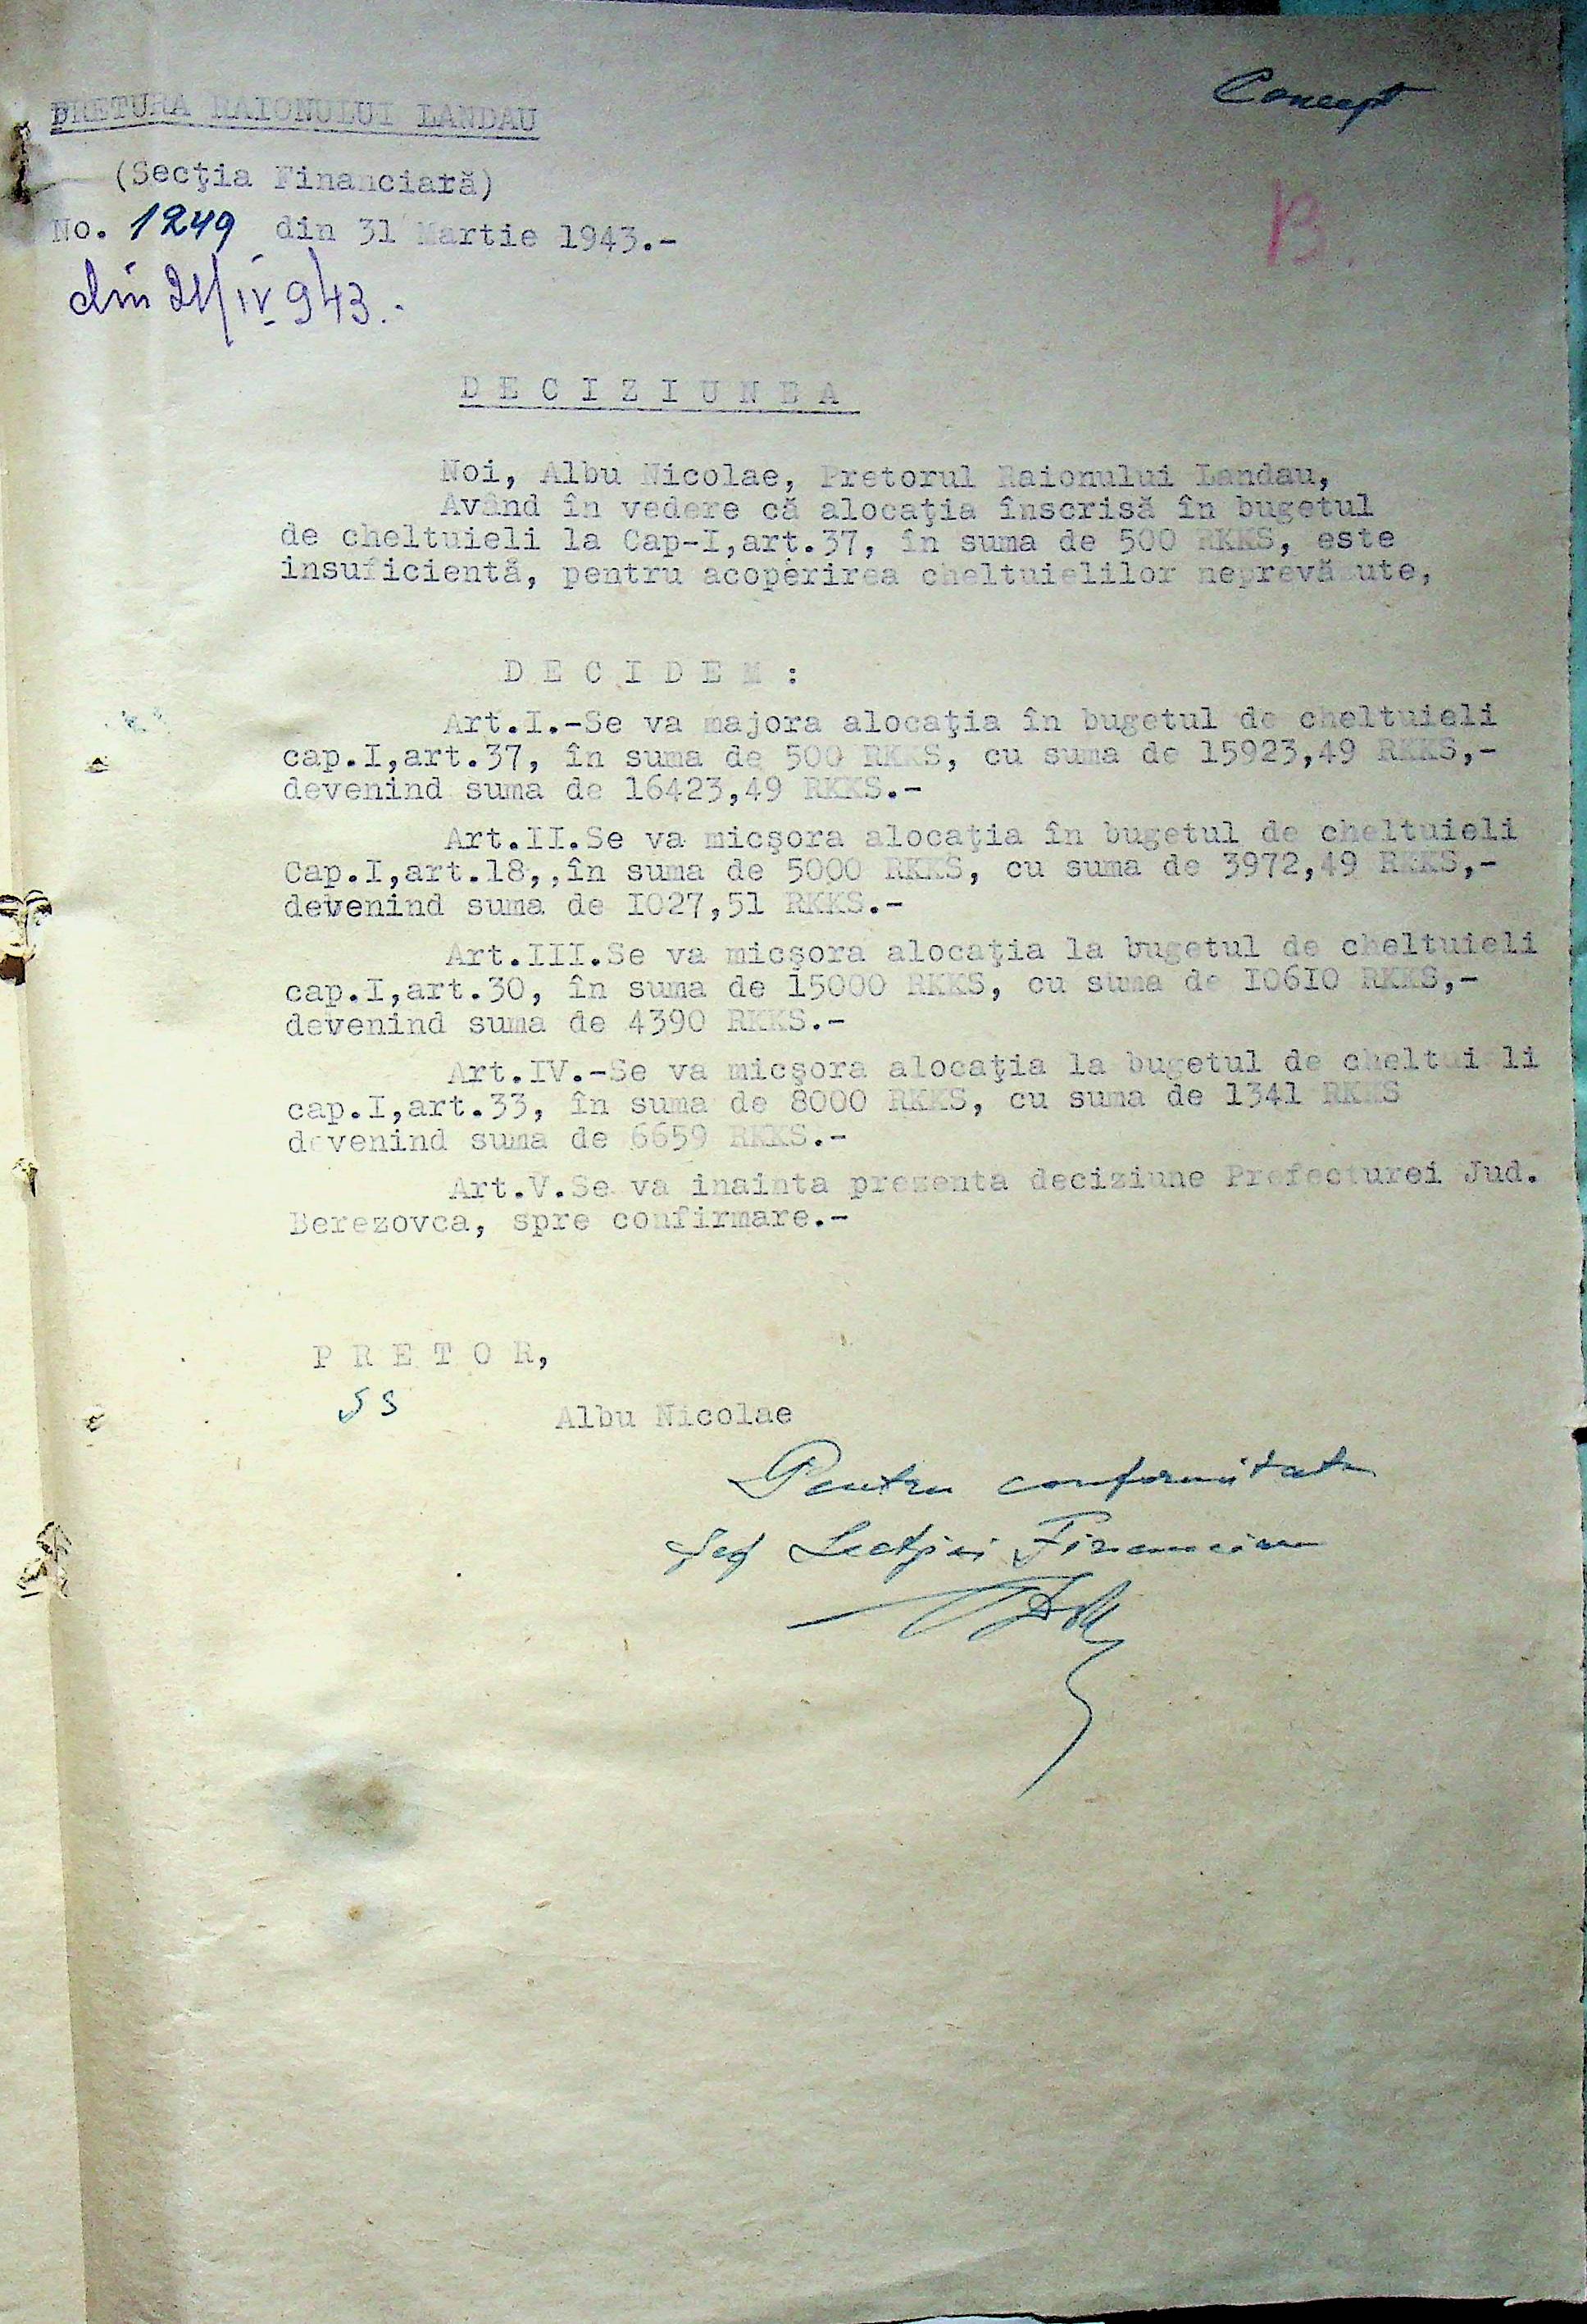 Concept
PRETURA RAIONULUI LANDAU
(Secţia Financiară)
B.
No. 1249 din 31 Martie 1943.-
din 21/IV 943.-
D E C I Z I U N E A
Noi, Albu Nicolae, Pretorul Raionului Landau,
Având în vedere că alocaţia înscrisă în bugetul
de cheltuieli la Cap-I,art.37, în suma de 500 RKKS, este
insuficientă, pentru acoperirea cheltuielilor neprevăzute,
D E C I D E M :
Art.I.-Se va majora alocaţia în bugetul de cheltuieli
cap.I,art.37, în suma de 500 RKKS, cu suma de 15923,49 RKKS,-
devenind suma de 16423,49 RKKS.-
Art.II.Se va micşora alocaţia în bugetul de cheltuieli
Cap.I,art.18,,în suma de 5000 RKKS, cu suma de 3972,49 RKKS,-
devenind suma de I027,51 RKKS.-
Art.III.Se va micşora alocaţia la bugetul de cheltuieli
cap.I,art.30, în suma de 15000 RKKS, cu suma de I06I0 RKKS,-
devenind suma de 4390 RKKS.-
Art.IV.-Se va micşora alocaţia la bugetul de cheltuieli
cap.I,art.33, în suma de 8000 RKKS, cu suma de 1341 RKKS
devenind suma de 6659 RKKS.-
Art.V.Se va inainta prezenta deciziune Prefecturei Jud.
Berezovca, spre confirmare.-
P R E T O R,
ss
Albu Nicolae
Pentru conformitate
Şef Secţiei Financiare